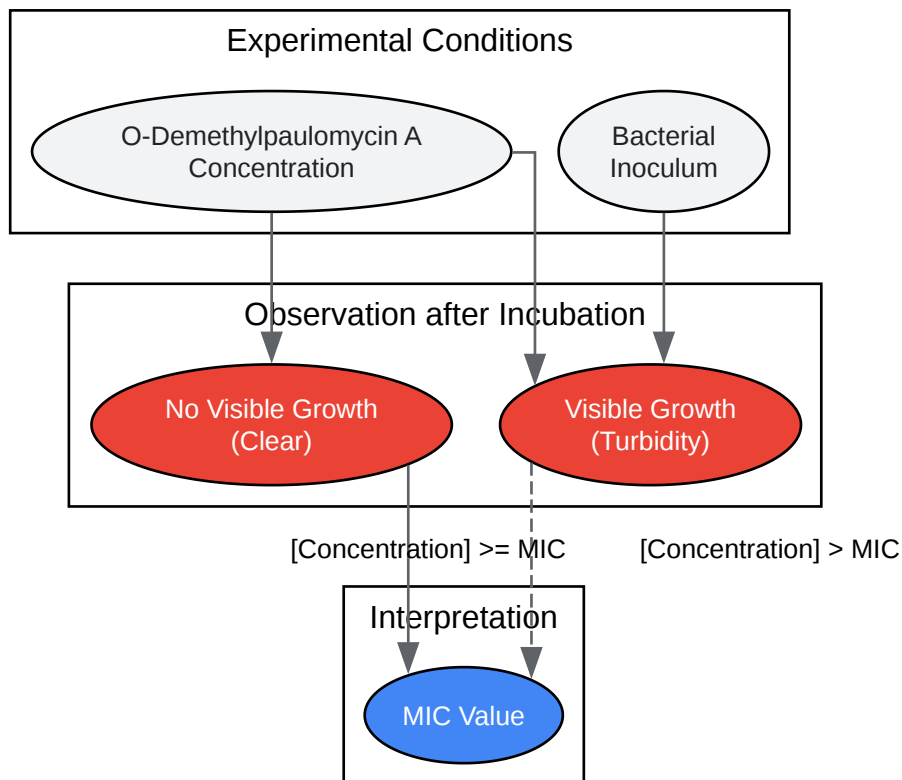 Experimental Conditions
O-Demethylpaulomycin A
Concentration
Bacterial
Inoculum
Observation after Incubation
No Visible Growth
(Clear)
Visible Growth
(Turbidity)
[Concentration] >= MIC
[Concentration] > MIC
Interpretation
MIC Value